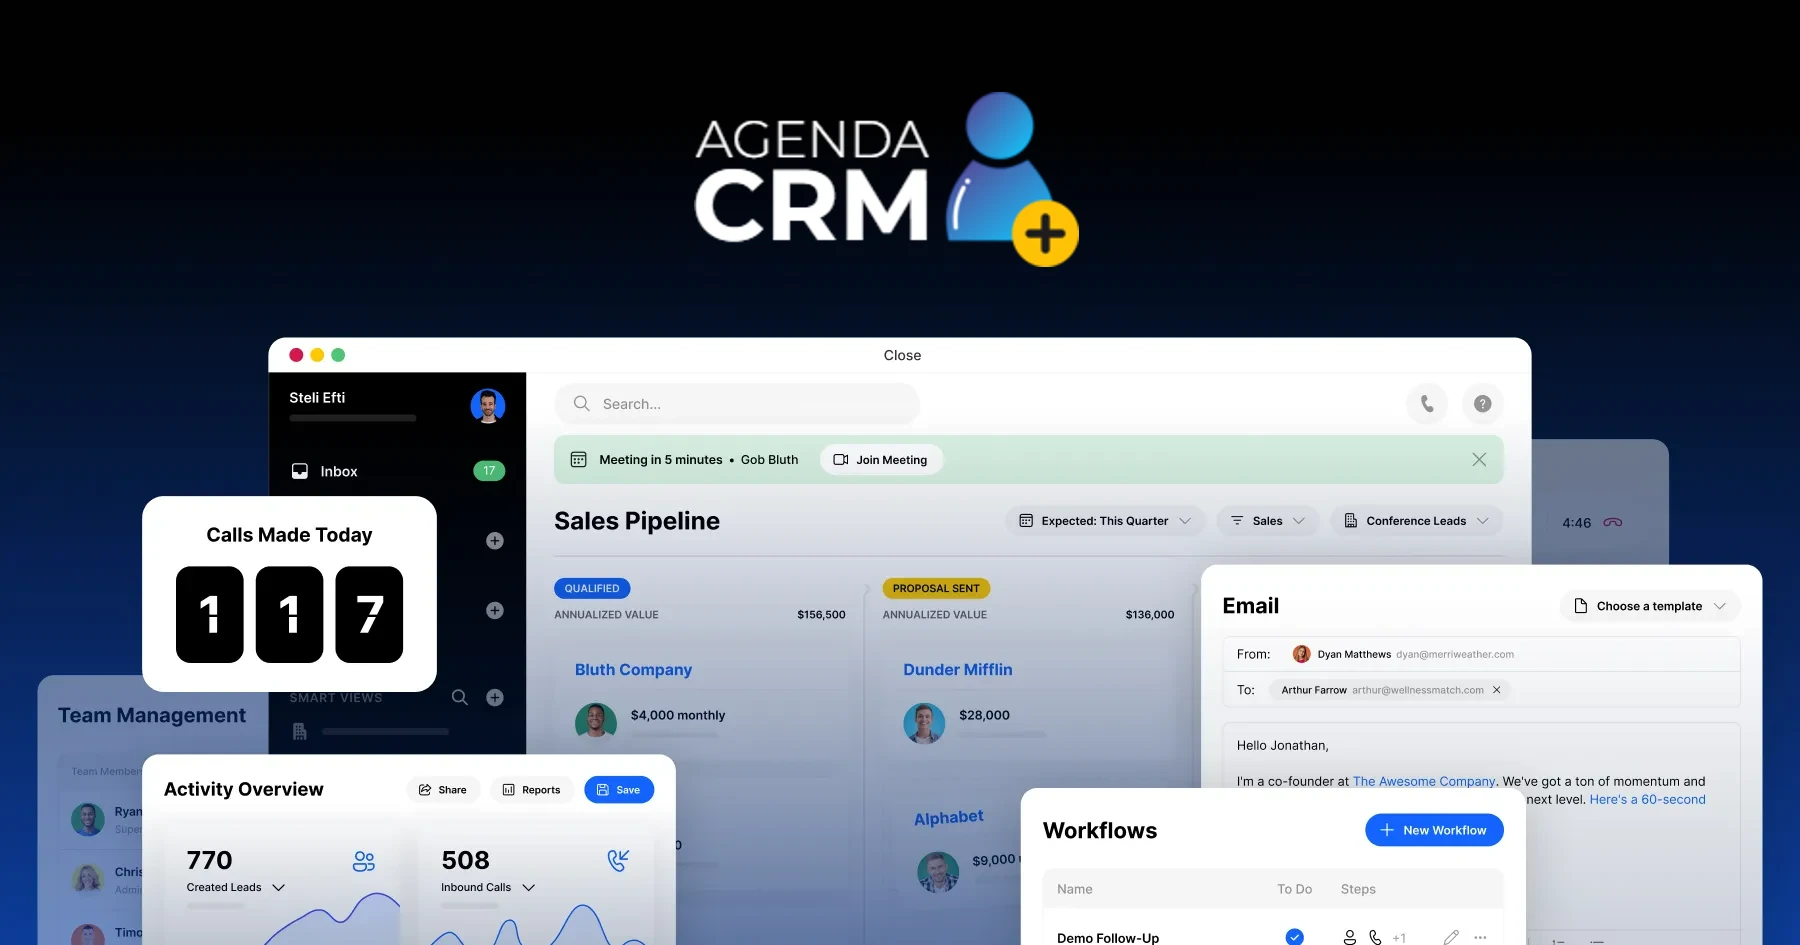 AGENDA
CRM
Close
Steli Efti
Inbox
17
Search...
Meeting in 5 minutes • Gob Bluth
Join Meeting
Sales Pipeline
Expected: This Quarter
Sales
Conference Leads
4:46
Calls Made Today
117
QUALIFIED
ANNUALIZED VALUE
$156,500
PROPOSAL SENT
ANNUALIZED VALUE
$136,000
Bluth Company
$4,000 monthly
Dunder Mifflin
$28,000
Alphabet
$9,000
SMART VIEWS
Team Management
Team Member
Ryan
Chris
Timo
Activity Overview
Share
Reports
Save
770
Created Leads
508
Inbound Calls
Email
Choose a template
From: Dyan Matthews dyan@merriweather.com
To: Arthur Farrow arthur@wellnessmatch.com
Hello Jonathan,
I'm a co-founder at The Awesome Company. We've got a ton of momentum and
next level. Here's a 60-second
Workflows
New Workflow
Name To Do Steps
Demo Follow-Up
+1